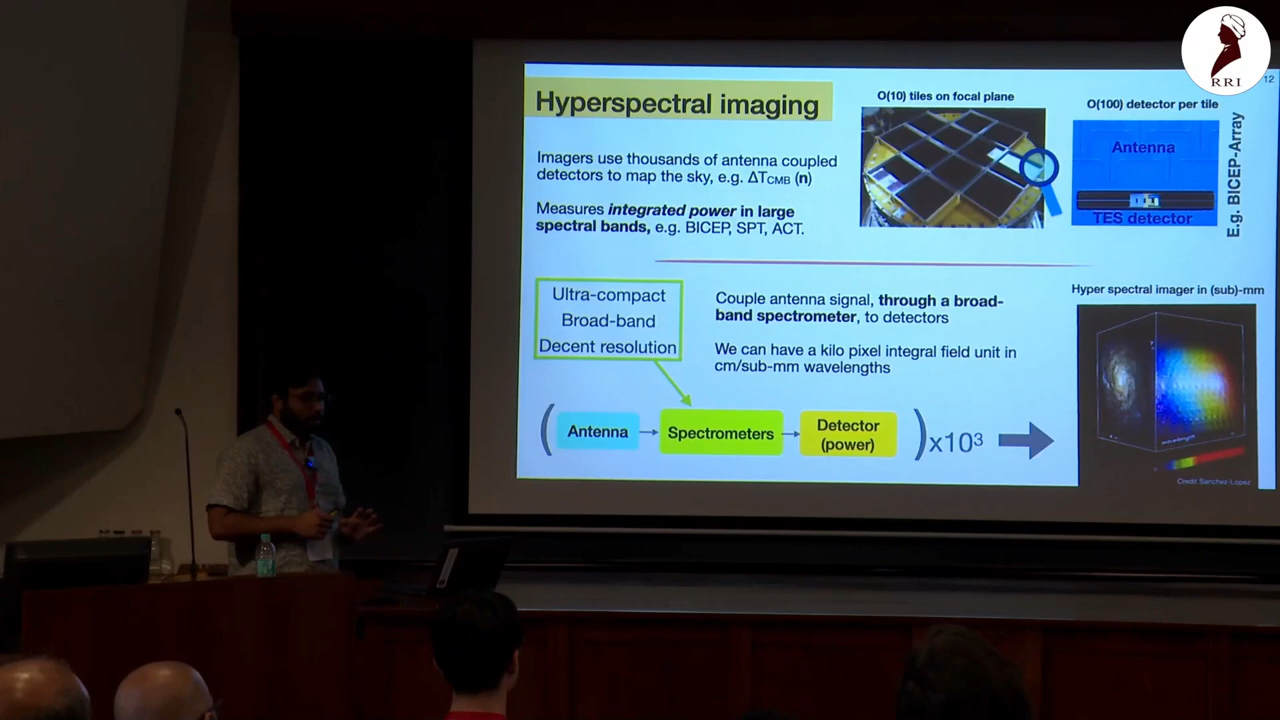 RRI
12
Hyperspectral imaging
Imagers use thousands of antenna coupled
detectors to map the sky, e.g. ΔTCMB (n)
Measures integrated power in large
spectral bands, e.g. BICEP, SPT, ACT.
O(10) tiles on focal plane
O(100) detector per tile
Antenna
TES detector
E.g. BICEP-Array
Ultra-compact
Broad-band
Decent resolution
Couple antenna signal, through a broad-
band spectrometer, to detectors
We can have a kilo pixel integral field unit in
cm/sub-mm wavelengths
Hyper spectral imager in (sub)-mm
( Antenna → Spectrometers → Detector
(power) ) x10³
Credit Sanchez-Lopez